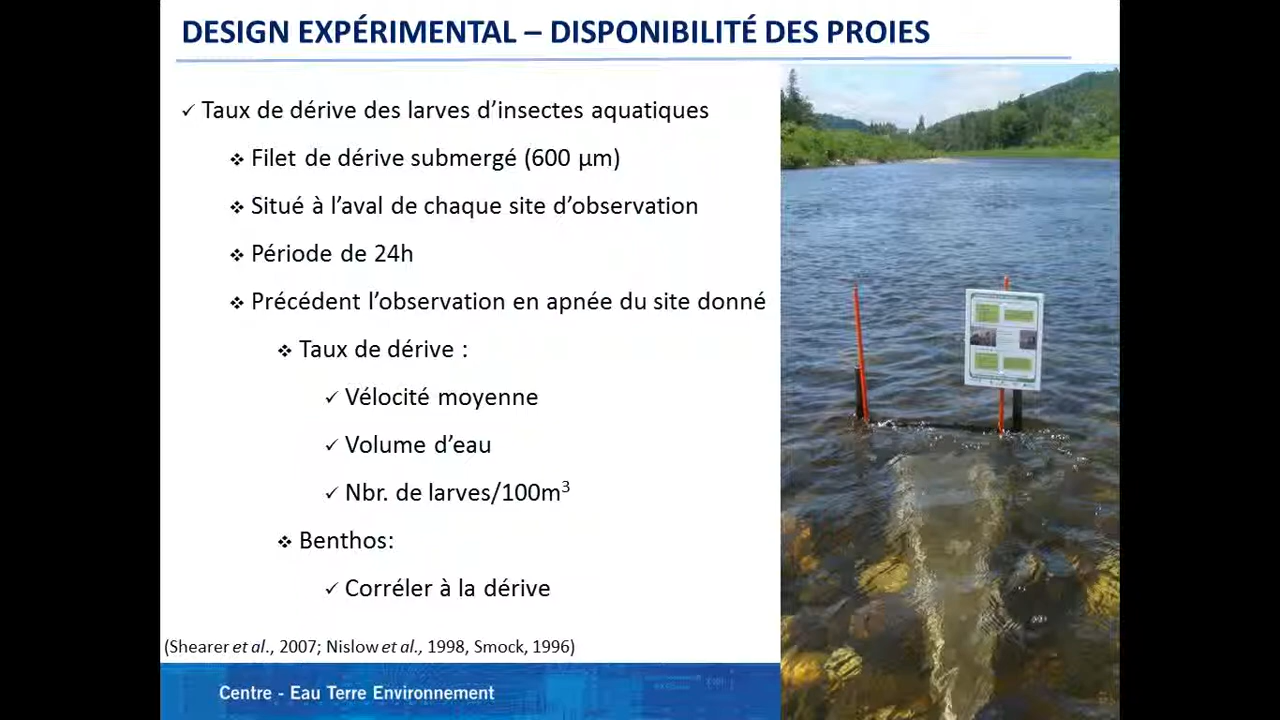 DESIGN EXPÉRIMENTAL – DISPONIBILITÉ DES PROIES
✓ Taux de dérive des larves d’insectes aquatiques
❖ Filet de dérive submergé (600 µm)
❖ Situé à l’aval de chaque site d’observation
❖ Période de 24h
❖ Précédent l’observation en apnée du site donné
❖ Taux de dérive :
✓ Vélocité moyenne
✓ Volume d’eau
✓ Nbr. de larves/100m³
❖ Benthos:
✓ Corréler à la dérive
(Shearer et al., 2007; Nislow et al., 1998, Smock, 1996)
Centre - Eau Terre Environnement